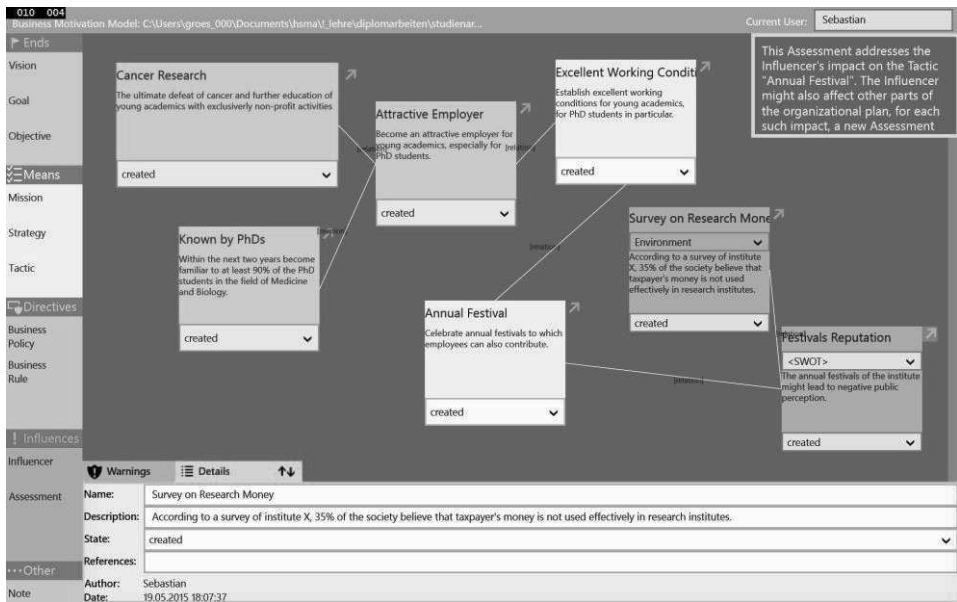 010 004
Business Motivation Model: C:\Users\groes_000\Documents\hsma\!_lehre\diplomarbeiten\studienar...
Current User:
Sebastian
Ends
Vision
Goal
Objective
Means
Mission
Strategy
Tactic
Directives
Business
Policy
Business
Rule
Influences
Influencer
Assessment
Other
Note
Cancer Research
The ultimate defeat of cancer and further education of
young academics with exclusiverly non-profit activities
created
Attractive Employer
Become an attractive employer for
young academics, especially for
PhD students.
created
[relation]
[relation]
Excellent Working Conditi
Establish excellent working
conditions for young academics,
for PhD students in particular.
created
This Assessment addresses the
Influencer's impact on the Tactic
"Annual Festival". The Influencer
might also affect other parts of
the organizational plan, for each
such impact, a new Assessment
Known by PhDs
Within the next two years become
familiar to at least 90% of the PhD
students in the field of Medicine
and Biology.
created
[relation]
[relation]
Survey on Research Mone
Environment
According to a survey of institute
X, 35% of the society believe that
taxpayer's money is not used
effectively in research institutes.
created
Annual Festival
Celebrate annual festivals to which
employees can also contribute.
created
[relation]
Festivals Reputation
<SWOT>
The annual festivals of the institute
might lead to negative public
perception.
created
Warnings
Details
Name:
Survey on Research Money
Description:
According to a survey of institute X, 35% of the society believe that taxpayer's money is not used effectively in research institutes.
State:
created
References:
Author:
Sebastian
Date:
19.05.2015 18:07:37